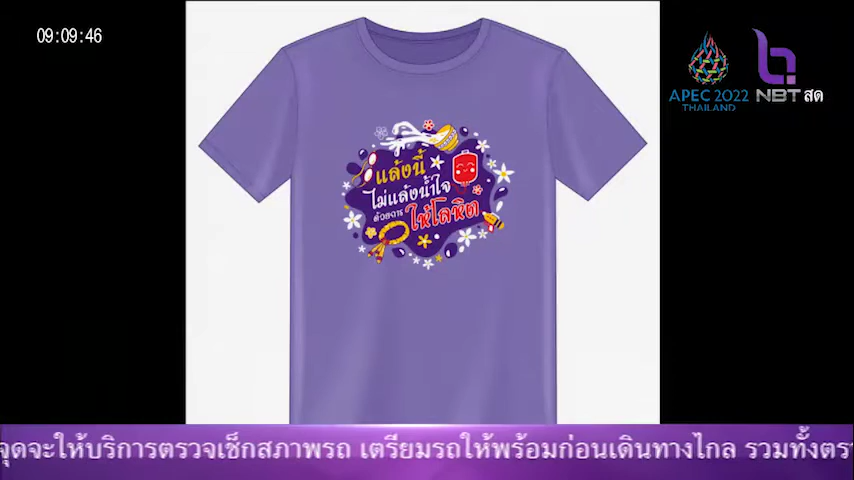 09:09:46
APEC 2022
THAILAND
NBT สด
แล้งนี้
ไม่แล้งน้ำใจ
ด้วยการ ให้โลหิต
จุดจะให้บริการตรวจเช็กสภาพรถ เตรียมรถให้พร้อมก่อนเดินทางไกล รวมทั้งตรว